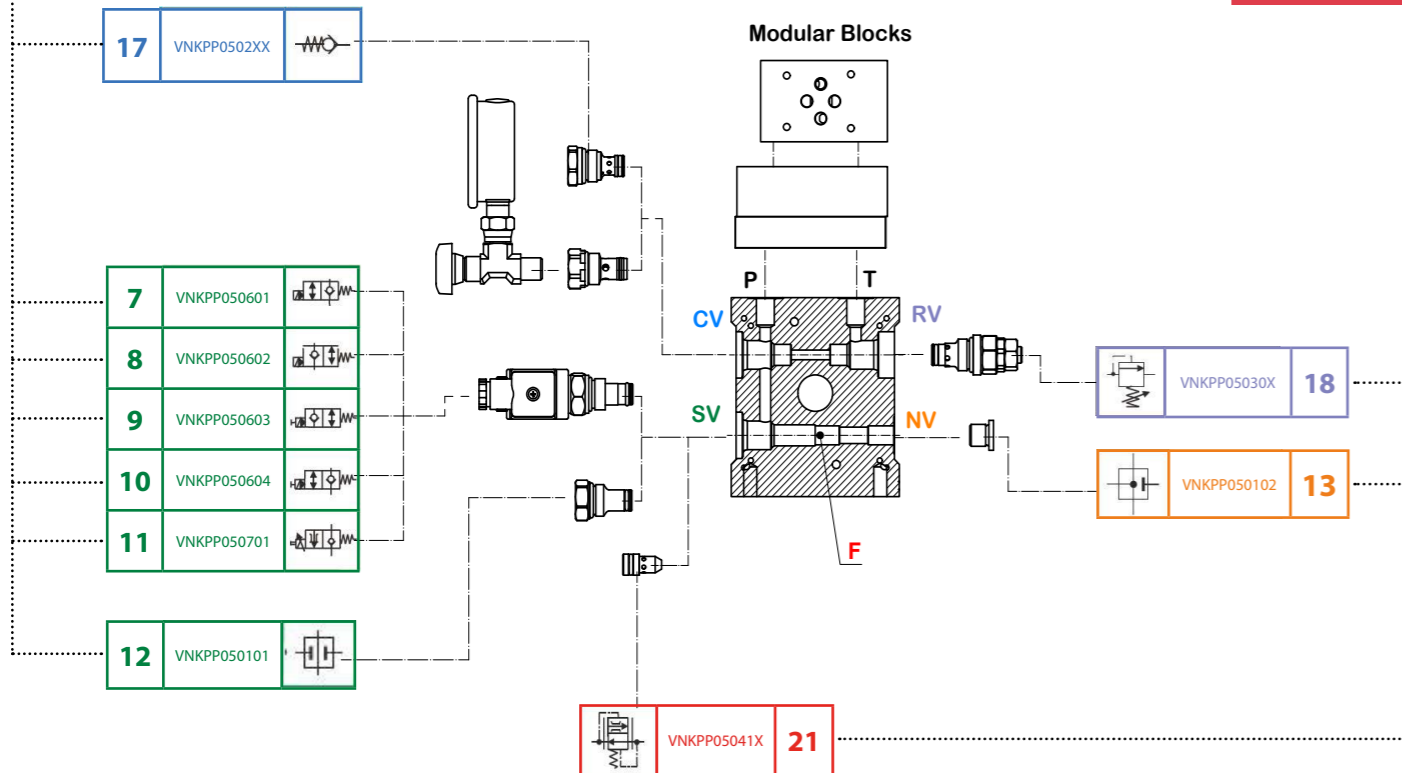 Modular Blocks
17 VNKPP0502XX
P T
CV RV
7 VNKPP050601
8 VNKPP050602
9 VNKPP050603
10 VNKPP050604
11 VNKPP050701
VNKPP05030X 18
SV NV
VNKPP050102 13
F
12 VNKPP050101
VNKPP05041X 21